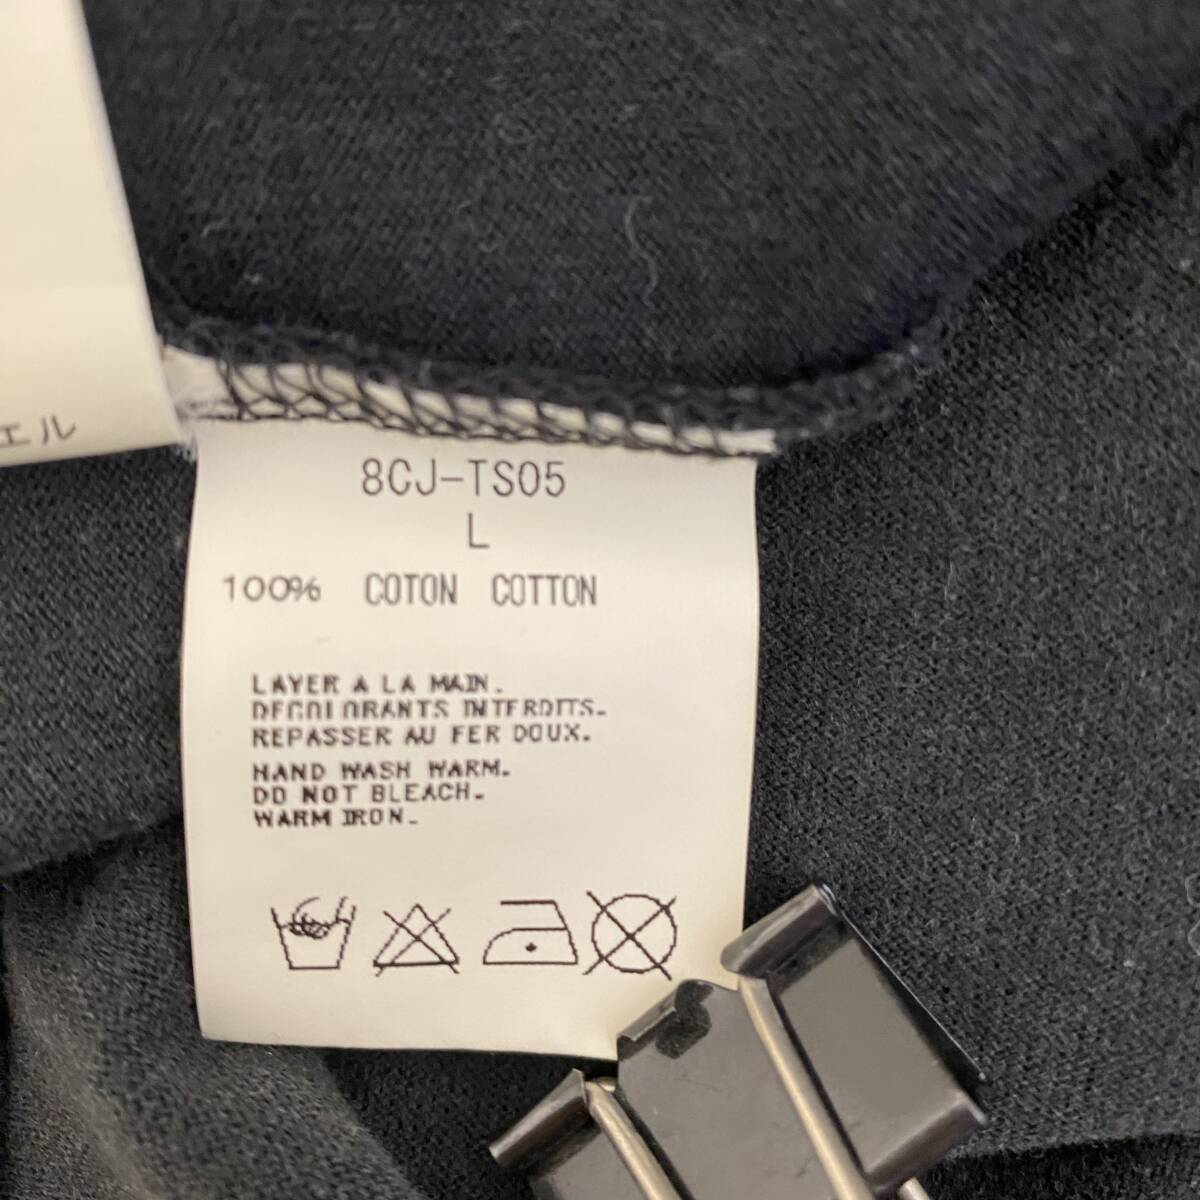 エル
8CJ-TS05
L
100% COTON COTTON
LAYER A LA MAIN.
DECOLORANTS INTERDITS.
REPASSER AU FER DOUX.
HAND WASH WARM.
DO NOT BLEACH.
WARM IRON.